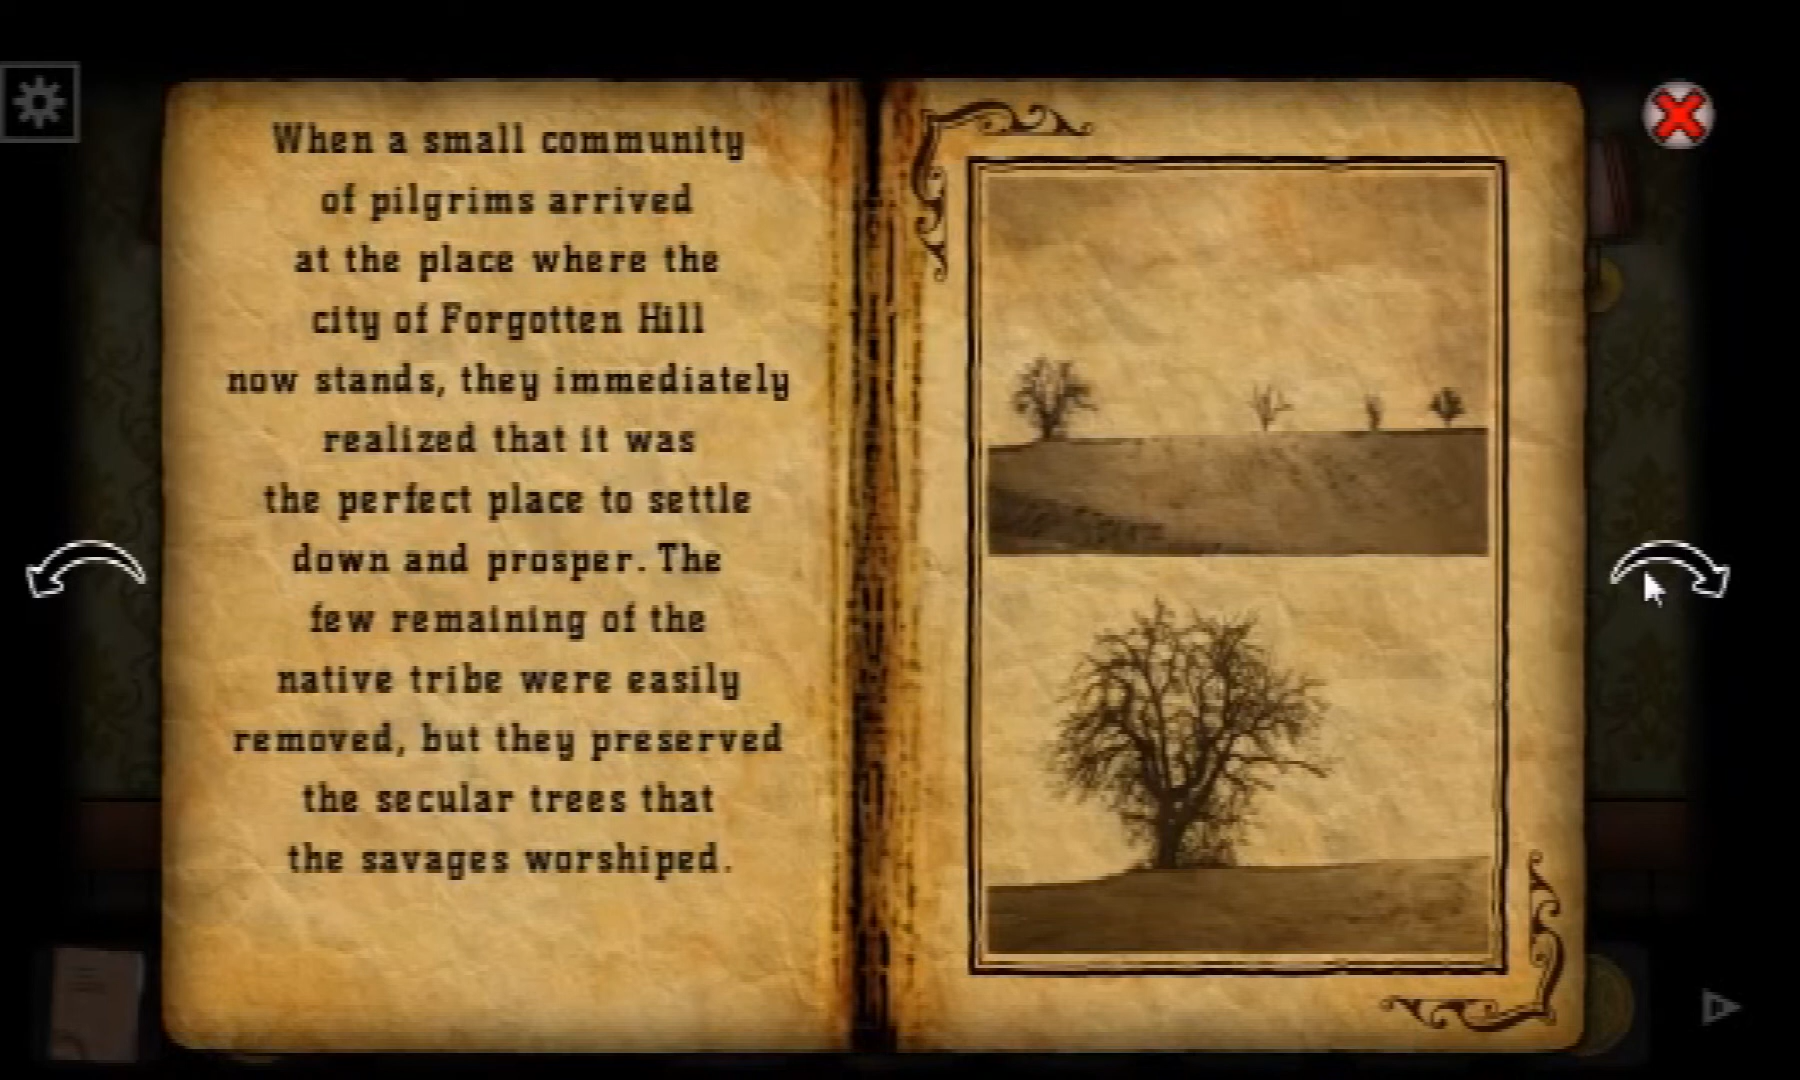 When a small community
of pilgrims arrived
at the place where the
city of Forgotten Hill
now stands, they immediately
realized that it was
the perfect place to settle
down and prosper. The
few remaining of the
native tribe were easily
removed, but they preserved
the secular trees that
the savages worshiped.